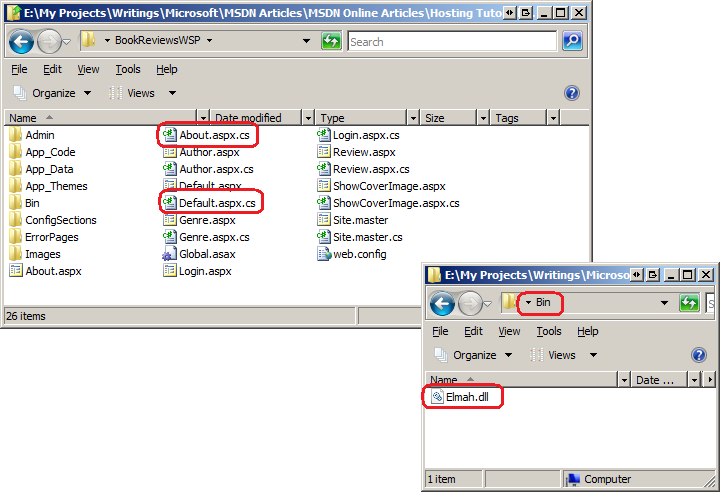 E:\My Projects\Writings\Microsoft\MSDN Articles\MSDN Online Articles\Hosting Tuto
BookReviewsWSP
Search
File Edit View Tools Help
Organize Views
Name Date modified Type Size Tags
Admin About.aspx.cs Login.aspx.cs
App_Code Author.aspx Review.aspx
App_Data Author.aspx.cs Review.aspx.cs
App_Themes Default.aspx ShowCoverImage.aspx
Bin Default.aspx.cs ShowCoverImage.aspx.cs
ConfigSections Genre.aspx Site.master
ErrorPages Genre.aspx.cs Site.master.cs
Images Global.asax web.config
About.aspx Login.aspx
26 items
E:\My Projects\Writings\Microso
Bin
S
File Edit View Tools Help
Organize Views
Name Date ...
Elmah.dll
1 item Computer